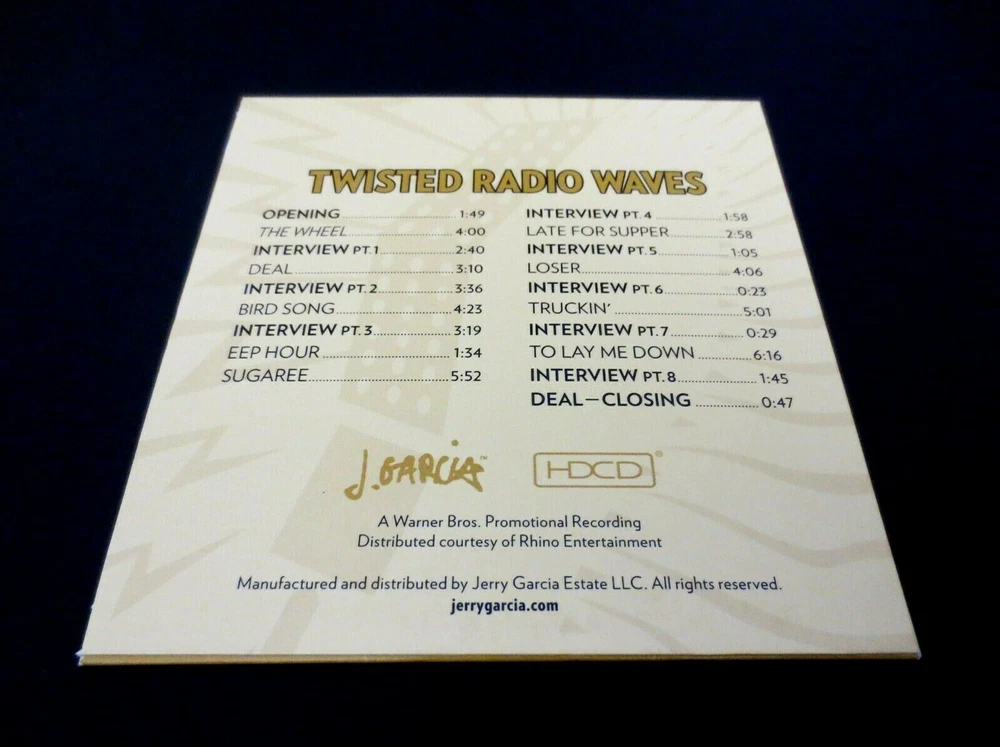 TWISTED RADIO WAVES
OPENING 1:49
THE WHEEL 4:00
INTERVIEW PT.1 2:40
DEAL 3:10
INTERVIEW PT. 2 3:36
BIRD SONG 4:23
INTERVIEW PT. 3 3:19
EEP HOUR 1:34
SUGAREE 5:52
INTERVIEW PT. 4 1:58
LATE FOR SUPPER 2:58
INTERVIEW PT. 5 1:05
LOSER 4:06
INTERVIEW PT. 6 0:23
TRUCKIN' 5:01
INTERVIEW PT. 7 0:29
TO LAY ME DOWN 6:16
INTERVIEW PT. 8 1:45
DEAL—CLOSING 0:47
J. GARCIA™
HDCD®
A Warner Bros. Promotional Recording
Distributed courtesy of Rhino Entertainment
Manufactured and distributed by Jerry Garcia Estate LLC. All rights reserved.
jerrygarcia.com